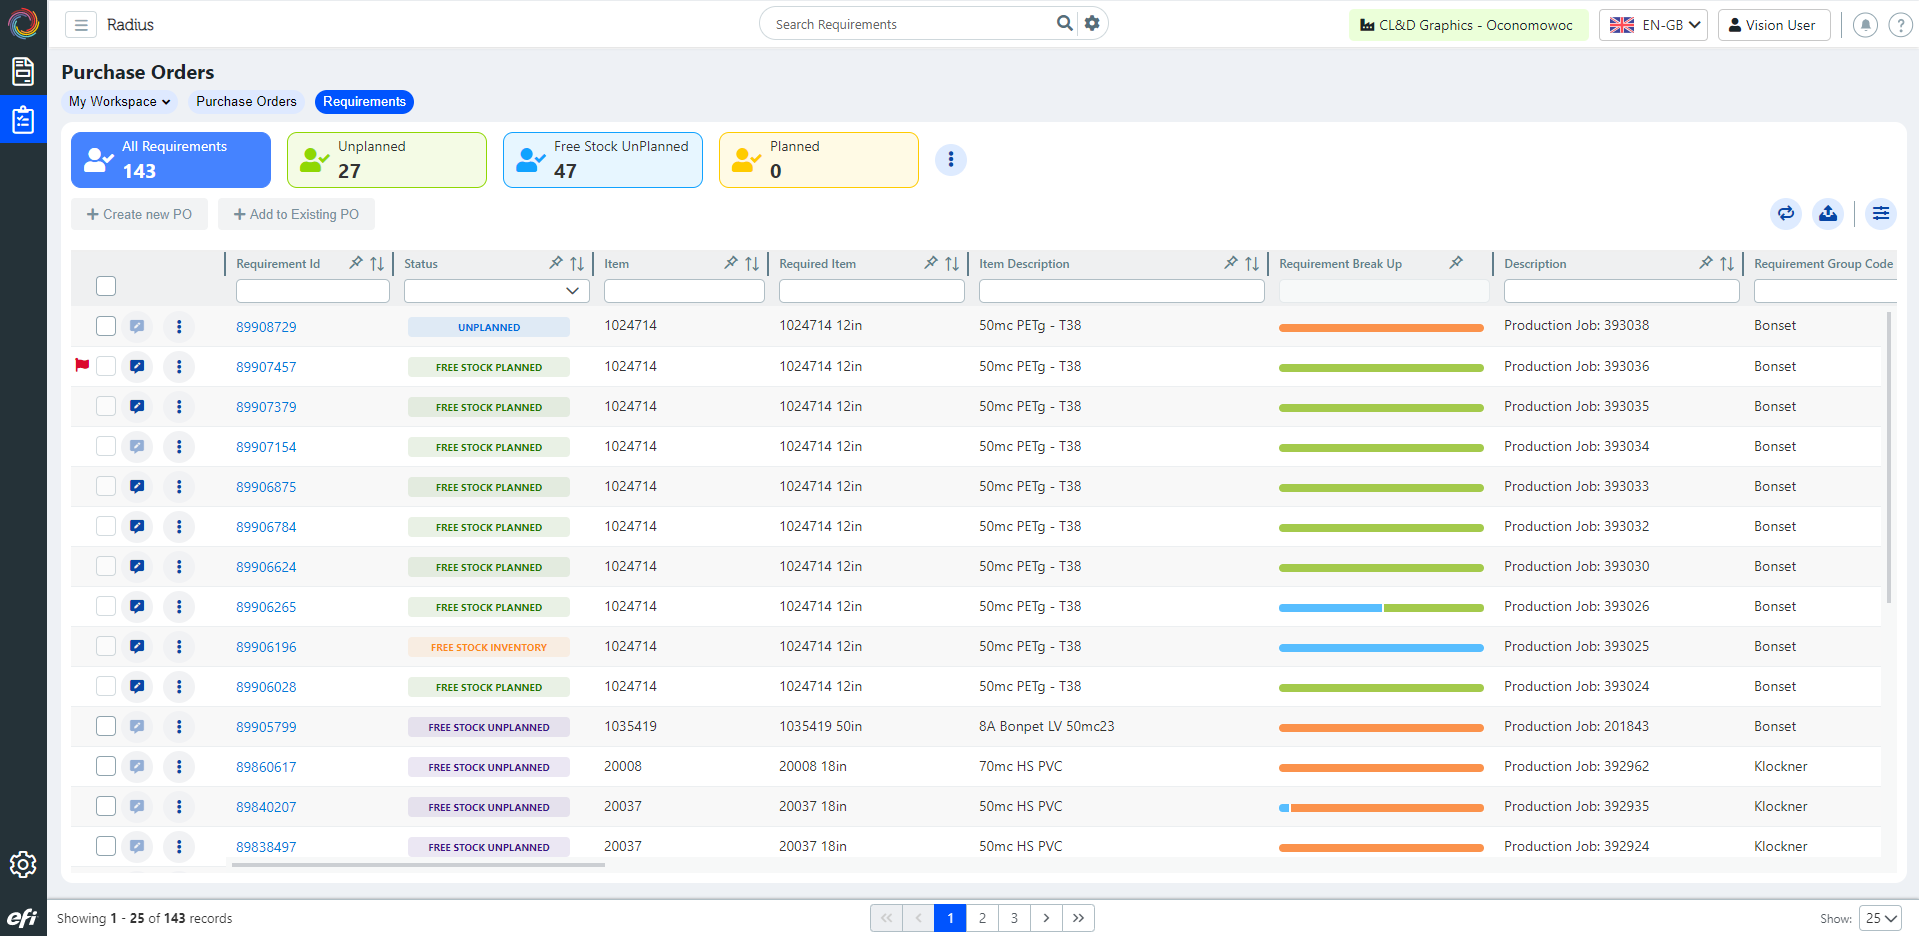 Radius
Search Requirements
CL&D Graphics - Oconomowoc
EN-GB
Vision User
Purchase Orders
My Workspace
Purchase Orders
Requirements
All Requirements
143
Unplanned
27
Free Stock UnPlanned
47
Planned
0
Create new PO
Add to Existing PO
Requirement Id Status Item Required Item Item Description Requirement Break Up Description Requirement Group Code
89908729 UNPLANNED 1024714 1024714 12in 50mc PETg - T38 Production Job: 393038 Bonset
89907457 FREE STOCK PLANNED 1024714 1024714 12in 50mc PETg - T38 Production Job: 393036 Bonset
89907379 FREE STOCK PLANNED 1024714 1024714 12in 50mc PETg - T38 Production Job: 393035 Bonset
89907154 FREE STOCK PLANNED 1024714 1024714 12in 50mc PETg - T38 Production Job: 393034 Bonset
89906875 FREE STOCK PLANNED 1024714 1024714 12in 50mc PETg - T38 Production Job: 393033 Bonset
89906784 FREE STOCK PLANNED 1024714 1024714 12in 50mc PETg - T38 Production Job: 393032 Bonset
89906624 FREE STOCK PLANNED 1024714 1024714 12in 50mc PETg - T38 Production Job: 393030 Bonset
89906265 FREE STOCK PLANNED 1024714 1024714 12in 50mc PETg - T38 Production Job: 393026 Bonset
89906196 FREE STOCK INVENTORY 1024714 1024714 12in 50mc PETg - T38 Production Job: 393025 Bonset
89906028 FREE STOCK PLANNED 1024714 1024714 12in 50mc PETg - T38 Production Job: 393024 Bonset
89905799 FREE STOCK UNPLANNED 1035419 1035419 50in 8A Bonpet LV 50mc23 Production Job: 201843 Bonset
89860617 FREE STOCK UNPLANNED 20008 20008 18in 70mc HS PVC Production Job: 392962 Klockner
89840207 FREE STOCK UNPLANNED 20037 20037 18in 50mc HS PVC Production Job: 392935 Klockner
89838497 FREE STOCK UNPLANNED 20037 20037 18in 50mc HS PVC Production Job: 392924 Klockner
efi
Showing 1 - 25 of 143 records
« ‹ 1 2 3 › »
Show: 25